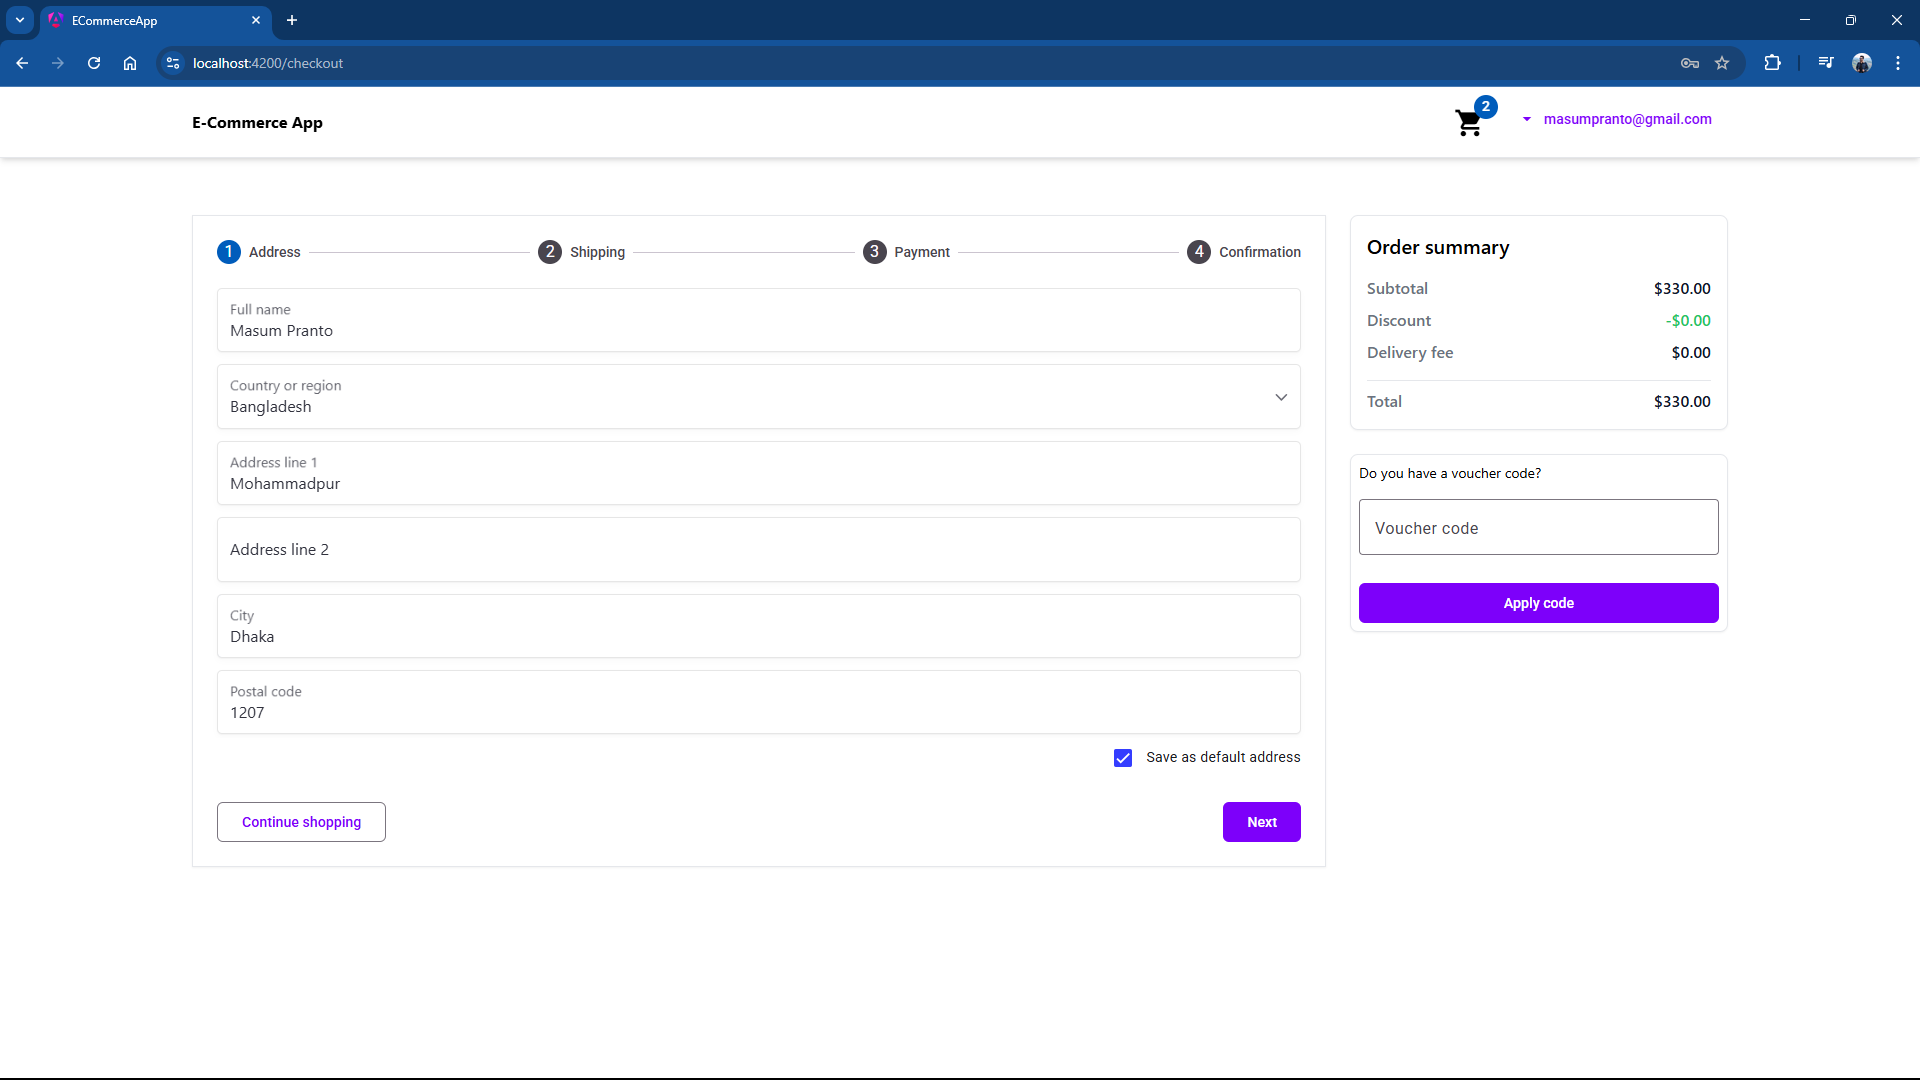 ECommerceApp
localhost:4200/checkout
E-Commerce App
2
masumpranto@gmail.com
1 Address
2 Shipping
3 Payment
4 Confirmation
Full name
Masum Pranto
Country or region
Bangladesh
Address line 1
Mohammadpur
Address line 2
City
Dhaka
Postal code
1207
Save as default address
Continue shopping
Next
Order summary
Subtotal $330.00
Discount -$0.00
Delivery fee $0.00
Total $330.00
Do you have a voucher code?
Voucher code
Apply code